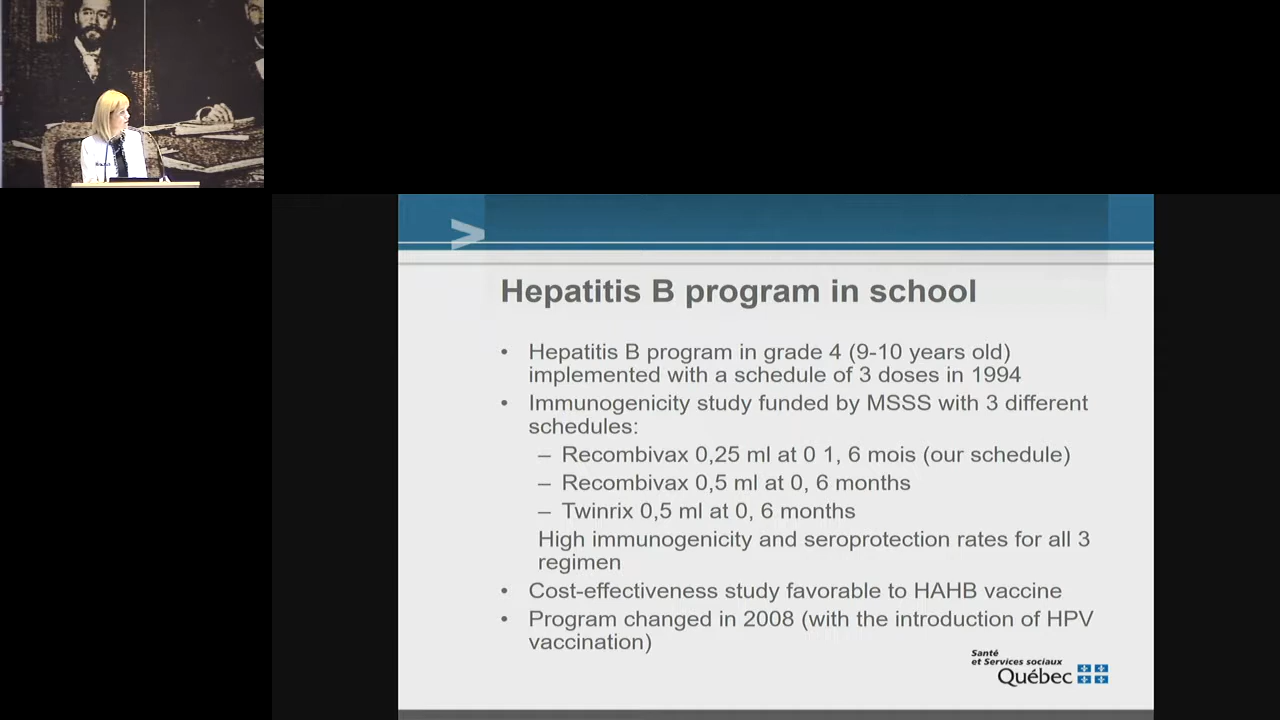 Hepatitis B program in school
• Hepatitis B program in grade 4 (9-10 years old)
implemented with a schedule of 3 doses in 1994
• Immunogenicity study funded by MSSS with 3 different
schedules:
– Recombivax 0,25 ml at 0 1, 6 mois (our schedule)
– Recombivax 0,5 ml at 0, 6 months
– Twinrix 0,5 ml at 0, 6 months
High immunogenicity and seroprotection rates for all 3
regimen
• Cost-effectiveness study favorable to HAHB vaccine
• Program changed in 2008 (with the introduction of HPV
vaccination)
Santé
et Services sociaux
Québec